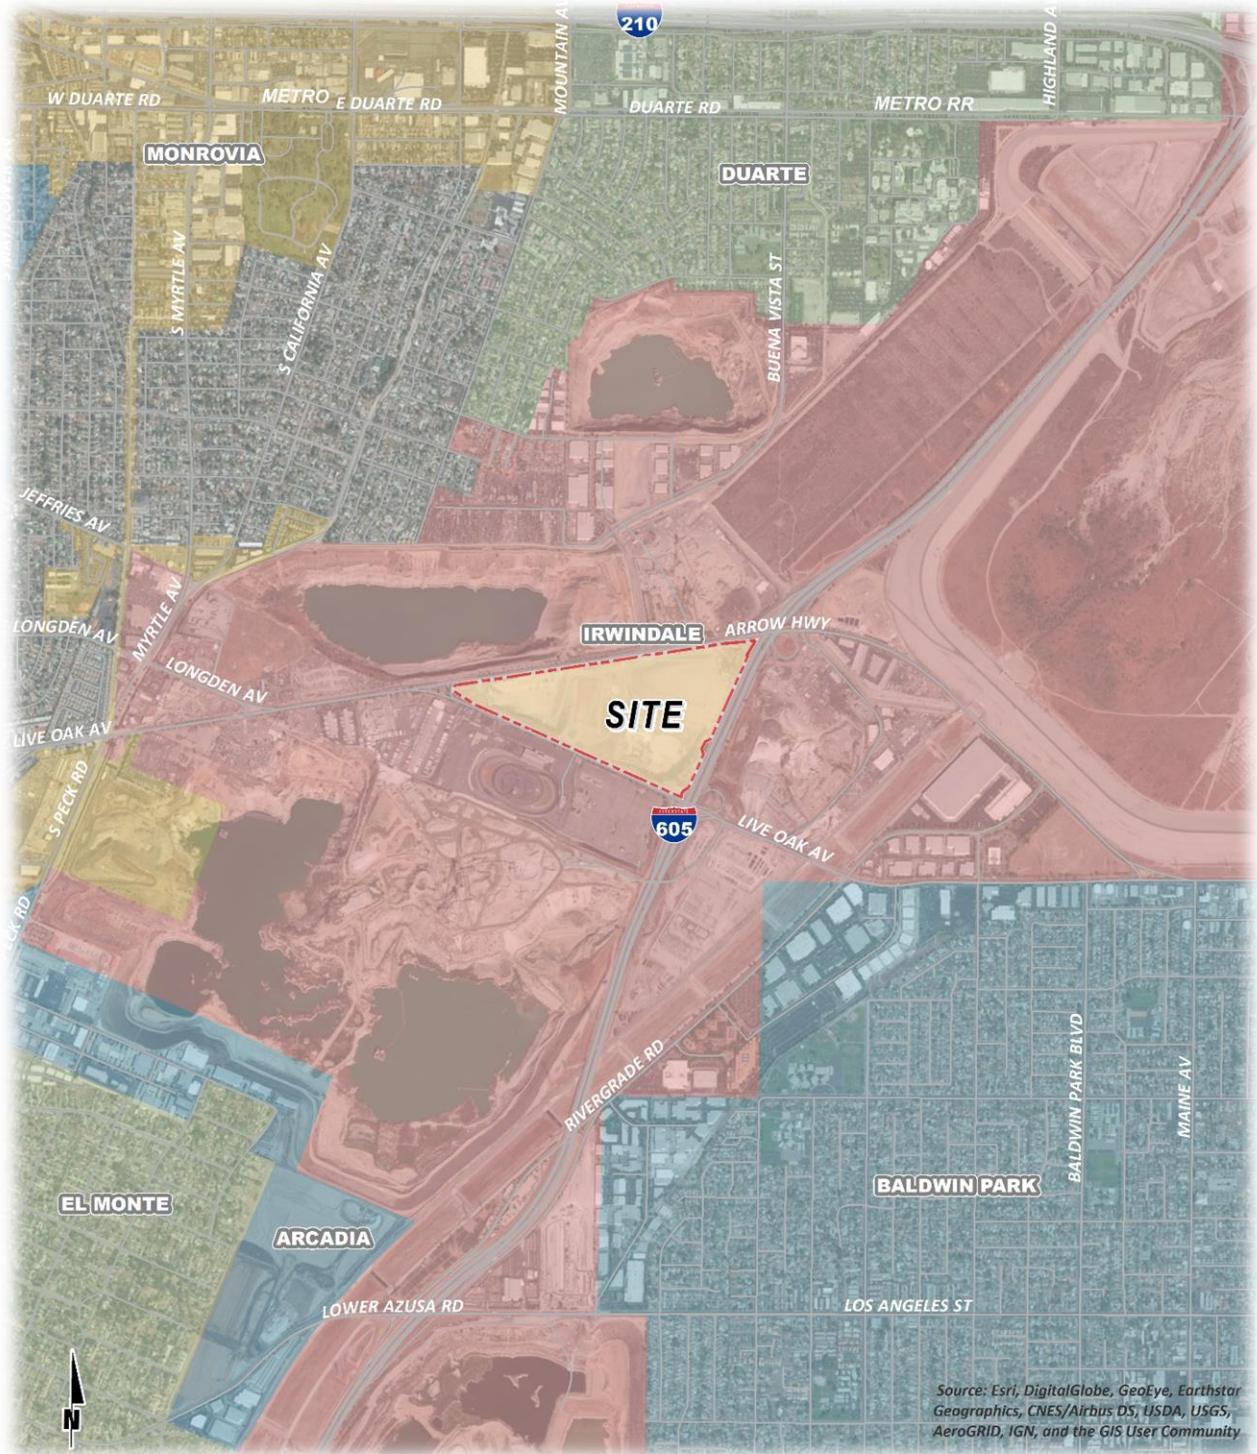 210
MOUNTAIN AV
HIGHLAND A
W DUARTE RD
METRO
E DUARTE RD
DUARTE RD
METRO RR
MONROVIA
DUARTE
S MYRTLE AV
S CALIFORNIA AV
BUENA VISTA ST
JEFFRIES AV
LONGDEN AV
MYRTLE AV
LONGDEN AV
IRWINDALE
ARROW HWY
SITE
LIVE OAK AV
S PECK RD
605
LIVE OAK AV
CK RD
RIVERGRADE RD
BALDWIN PARK BLVD
MAINE AV
EL MONTE
ARCADIA
BALDWIN PARK
LOWER AZUSA RD
LOS ANGELES ST
N
Source: Esri, DigitalGlobe, GeoEye, Earthstar
Geographics, CNES/Airbus DS, USDA, USGS,
AeroGRID, IGN, and the GIS User Community